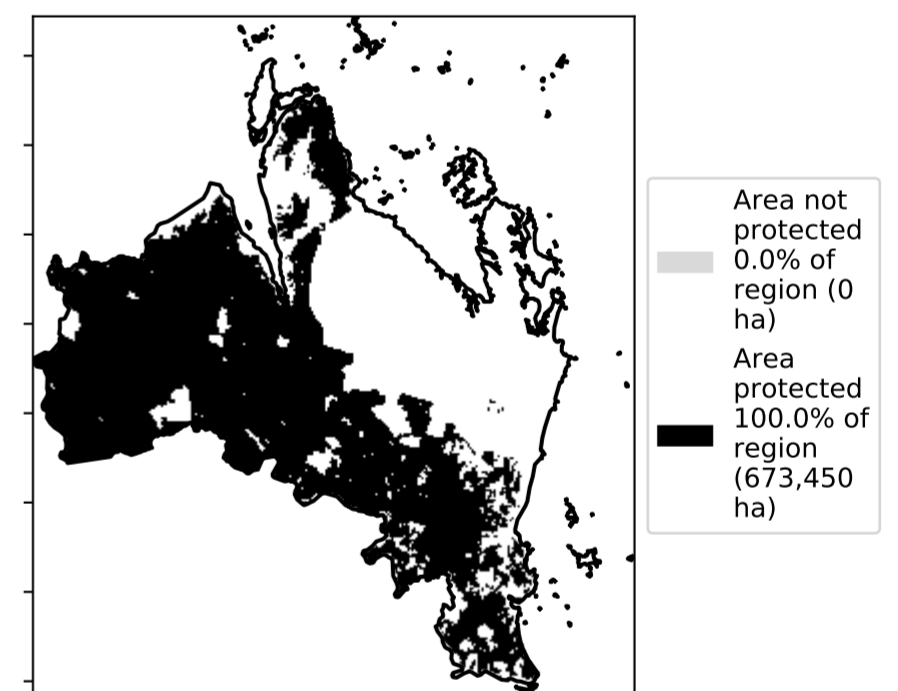 Area not
protected
0.0% of
region (0
ha)
Area
protected
100.0% of
region
(673,450
ha)